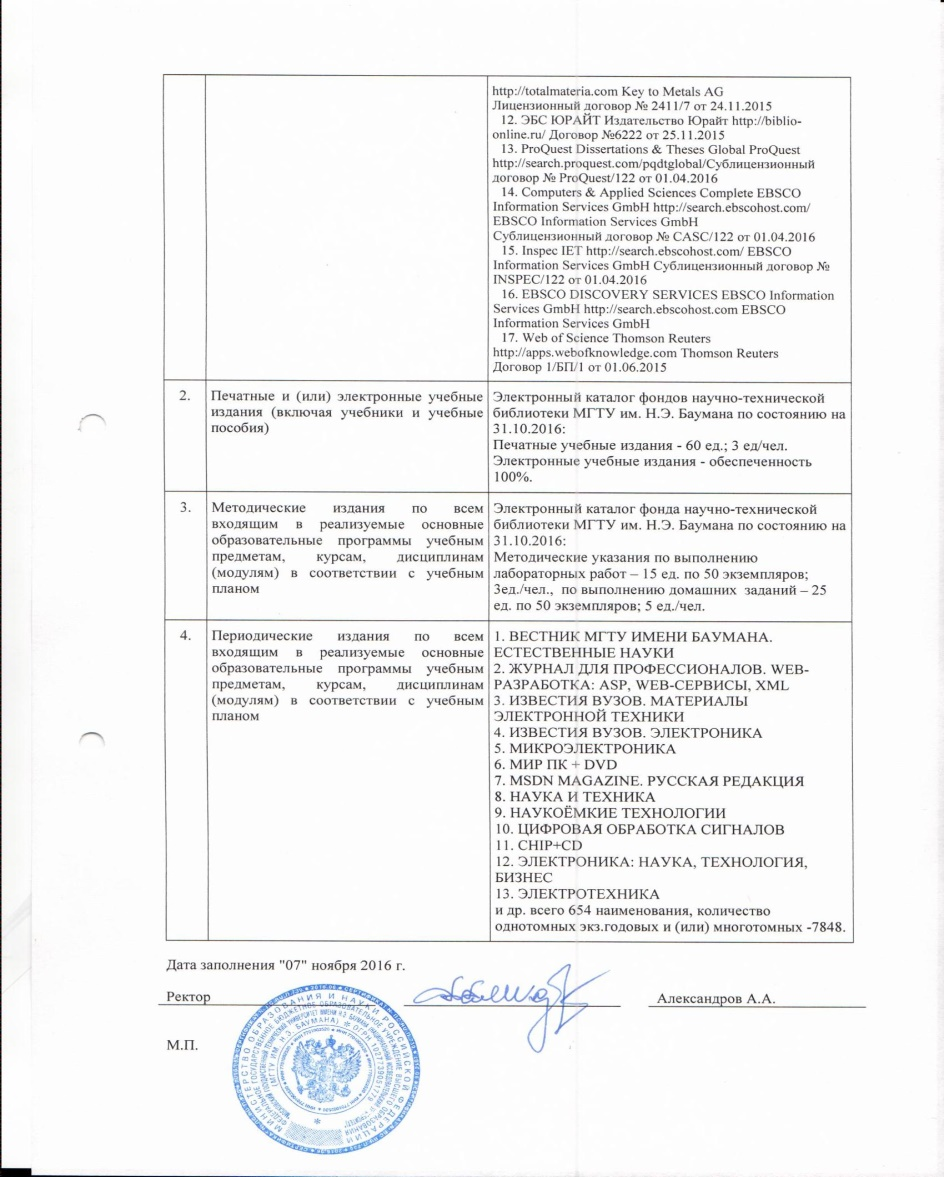 http://totalmateria.com Key to Metals AG
Лицензионный договор № 2411/7 от 24.11.2015
12. ЭБС ЮРАЙТ Издательство Юрайт http://biblio-
online.ru/ Договор №6222 от 25.11.2015
13. ProQuest Dissertations & Theses Global ProQuest
http://search.proquest.com/pqdtglobal/Сублицензионный
договор № ProQuest/122 от 01.04.2016
14. Computers & Applied Sciences Complete EBSCO
Information Services GmbH http://search.ebscohost.com/
EBSCO Information Services GmbH
Сублицензионный договор № CASC/122 от 01.04.2016
15. Inspec IET http://search.ebscohost.com/ EBSCO
Information Services GmbH Сублицензионный договор №
INSPEC/122 от 01.04.2016
16. EBSCO DISCOVERY SERVICES EBSCO Information
Services GmbH http://search.ebscohost.com EBSCO
Information Services GmbH
17. Web of Science Thomson Reuters
http://apps.webofknowledge.com Thomson Reuters
Договор 1/БП/1 от 01.06.2015
2.
Печатные и (или) электронные учебные
издания (включая учебники и учебные
пособия)
Электронный каталог фондов научно-технической
библиотеки МГТУ им. Н.Э. Баумана по состоянию на
31.10.2016:
Печатные учебные издания - 60 ед.; 3 ед/чел.
Электронные учебные издания - обеспеченность
100%.
3.
Методические издания по всем
входящим в реализуемые основные
образовательные программы учебным
предметам, курсам, дисциплинам
(модулям) в соответствии с учебным
планом
Электронный каталог фонда научно-технической
библиотеки МГТУ им. Н.Э. Баумана по состоянию на
31.10.2016:
Методические указания по выполнению
лабораторных работ – 15 ед. по 50 экземпляров;
3ед./чел., по выполнению домашних заданий – 25
ед. по 50 экземпляров; 5 ед./чел.
4.
Периодические издания по всем
входящим в реализуемые основные
образовательные программы учебным
предметам, курсам, дисциплинам
(модулям) в соответствии с учебным
планом
1. ВЕСТНИК МГТУ ИМЕНИ БАУМАНА.
ЕСТЕСТВЕННЫЕ НАУКИ
2. ЖУРНАЛ ДЛЯ ПРОФЕССИОНАЛОВ. WEB-
РАЗРАБОТКА: ASP, WEB-СЕРВИСЫ, XML
3. ИЗВЕСТИЯ ВУЗОВ. МАТЕРИАЛЫ
ЭЛЕКТРОННОЙ ТЕХНИКИ
4. ИЗВЕСТИЯ ВУЗОВ. ЭЛЕКТРОНИКА
5. МИКРОЭЛЕКТРОНИКА
6. МИР ПК + DVD
7. MSDN MAGAZINE. РУССКАЯ РЕДАКЦИЯ
8. НАУКА И ТЕХНИКА
9. НАУКОЁМКИЕ ТЕХНОЛОГИИ
10. ЦИФРОВАЯ ОБРАБОТКА СИГНАЛОВ
11. CHIP+CD
12. ЭЛЕКТРОНИКА: НАУКА, ТЕХНОЛОГИЯ,
БИЗНЕС
13. ЭЛЕКТРОТЕХНИКА
и др. всего 654 наименования, количество
однотомных экз.годовых и (или) многотомных -7848.
Дата заполнения "07" ноября 2016 г.
Ректор
Александров А.А.
М.П.
МИНИСТЕРСТВО ОБРАЗОВАНИЯ И НАУКИ РОССИЙСКОЙ ФЕДЕРАЦИИ
(МГТУ ИМ. Н.Э. БАУМАНА) * ОГРН 1027739051779